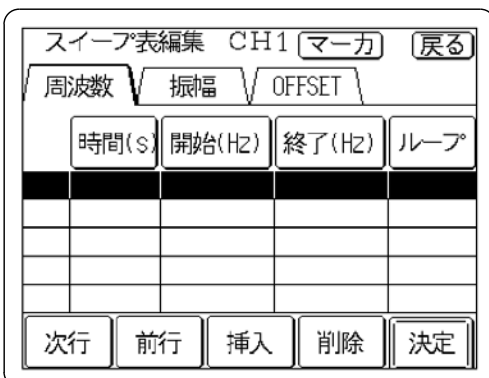 スイープ表編集 CH1 マーカ 戻る
周波数 振幅 OFFSET
時間(s) 開始(Hz) 終了(Hz) ループ
次行 前行 挿入 削除 決定